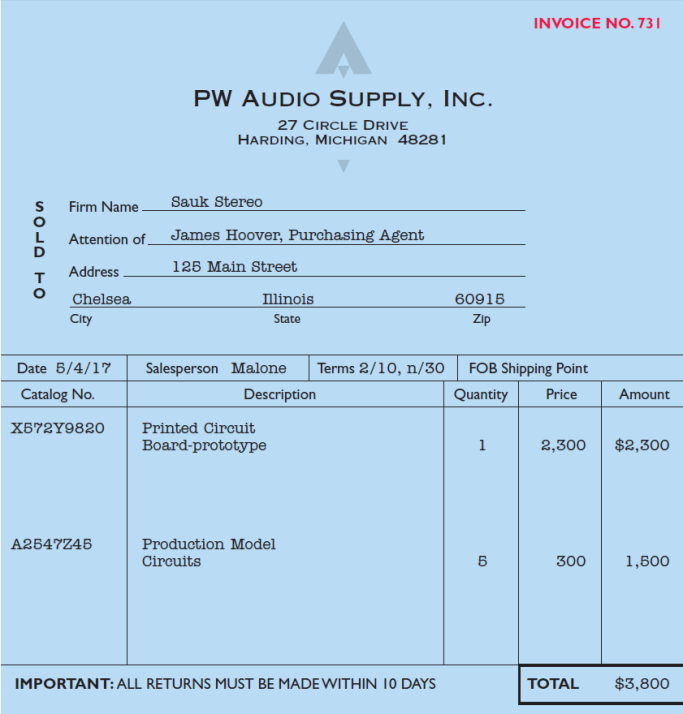 INVOICE NO. 731
PW AUDIO SUPPLY, INC.
27 CIRCLE DRIVE
HARDING, MICHIGAN 48281
SOLD TO
Firm Name Sauk Stereo
Attention of James Hoover, Purchasing Agent
Address 125 Main Street
Chelsea Illinois 60915
City State Zip
Date 5/4/17 Salesperson Malone Terms 2/10, n/30 FOB Shipping Point
Catalog No. Description Quantity Price Amount
X572Y9820 Printed Circuit
Board-prototype 1 2,300 $2,300
A2547Z45 Production Model
Circuits 5 300 1,500
IMPORTANT: ALL RETURNS MUST BE MADE WITHIN 10 DAYS TOTAL $3,800